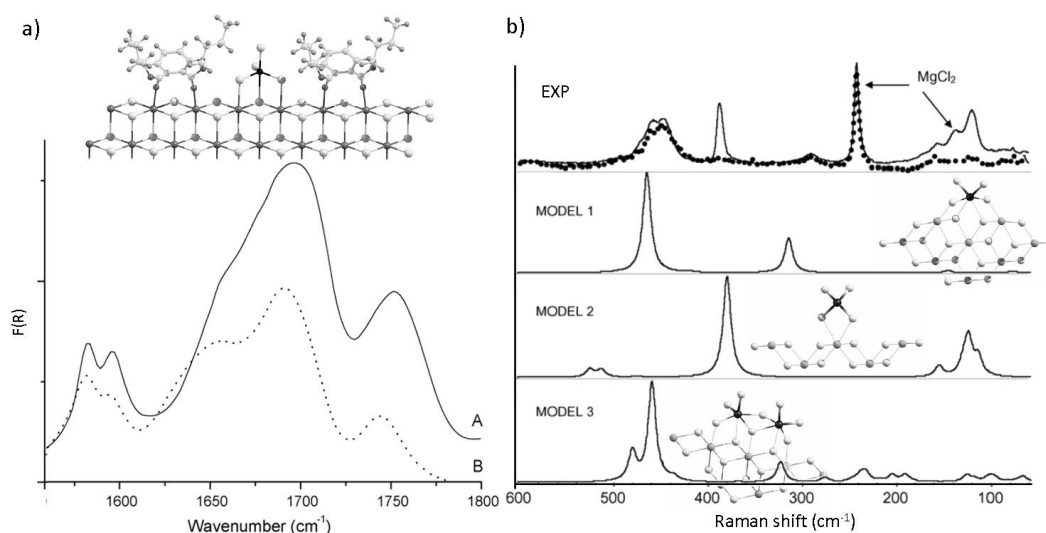 a)
F(R)
A
B
1600 1650 1700 1750 1800
Wavenumber (cm-1)
b)
EXP
MgCl2
MODEL 1
MODEL 2
MODEL 3
600 500 400 300 200 100
Raman shift (cm-1)